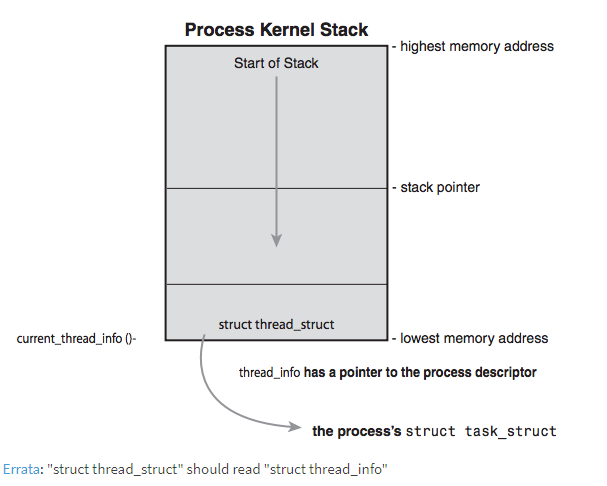 Process Kernel Stack
- highest memory address
Start of Stack
- stack pointer
struct thread_struct
current_thread_info ()-
- lowest memory address
thread_info has a pointer to the process descriptor
the process's struct task_struct
Errata: "struct thread_struct" should read "struct thread_info"